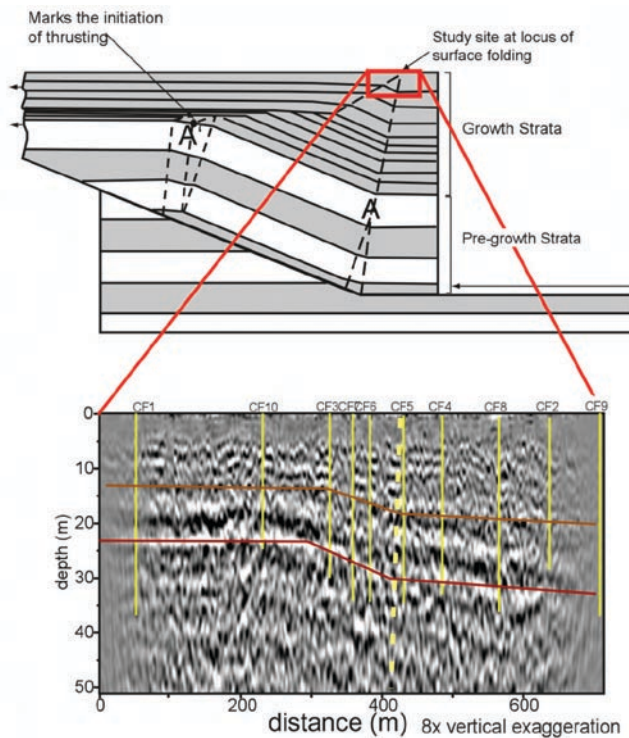 Marks the initiation
of thrusting
Study site at locus of
surface folding
Growth Strata
A
A
Pre-growth Strata
CF1 CF10 CF3 CF7 CF6 CF5 CF4 CF8 CF2 CF9
0
10
20
30
40
50
depth (m)
0 200 400 600
distance (m) 8x vertical exaggeration